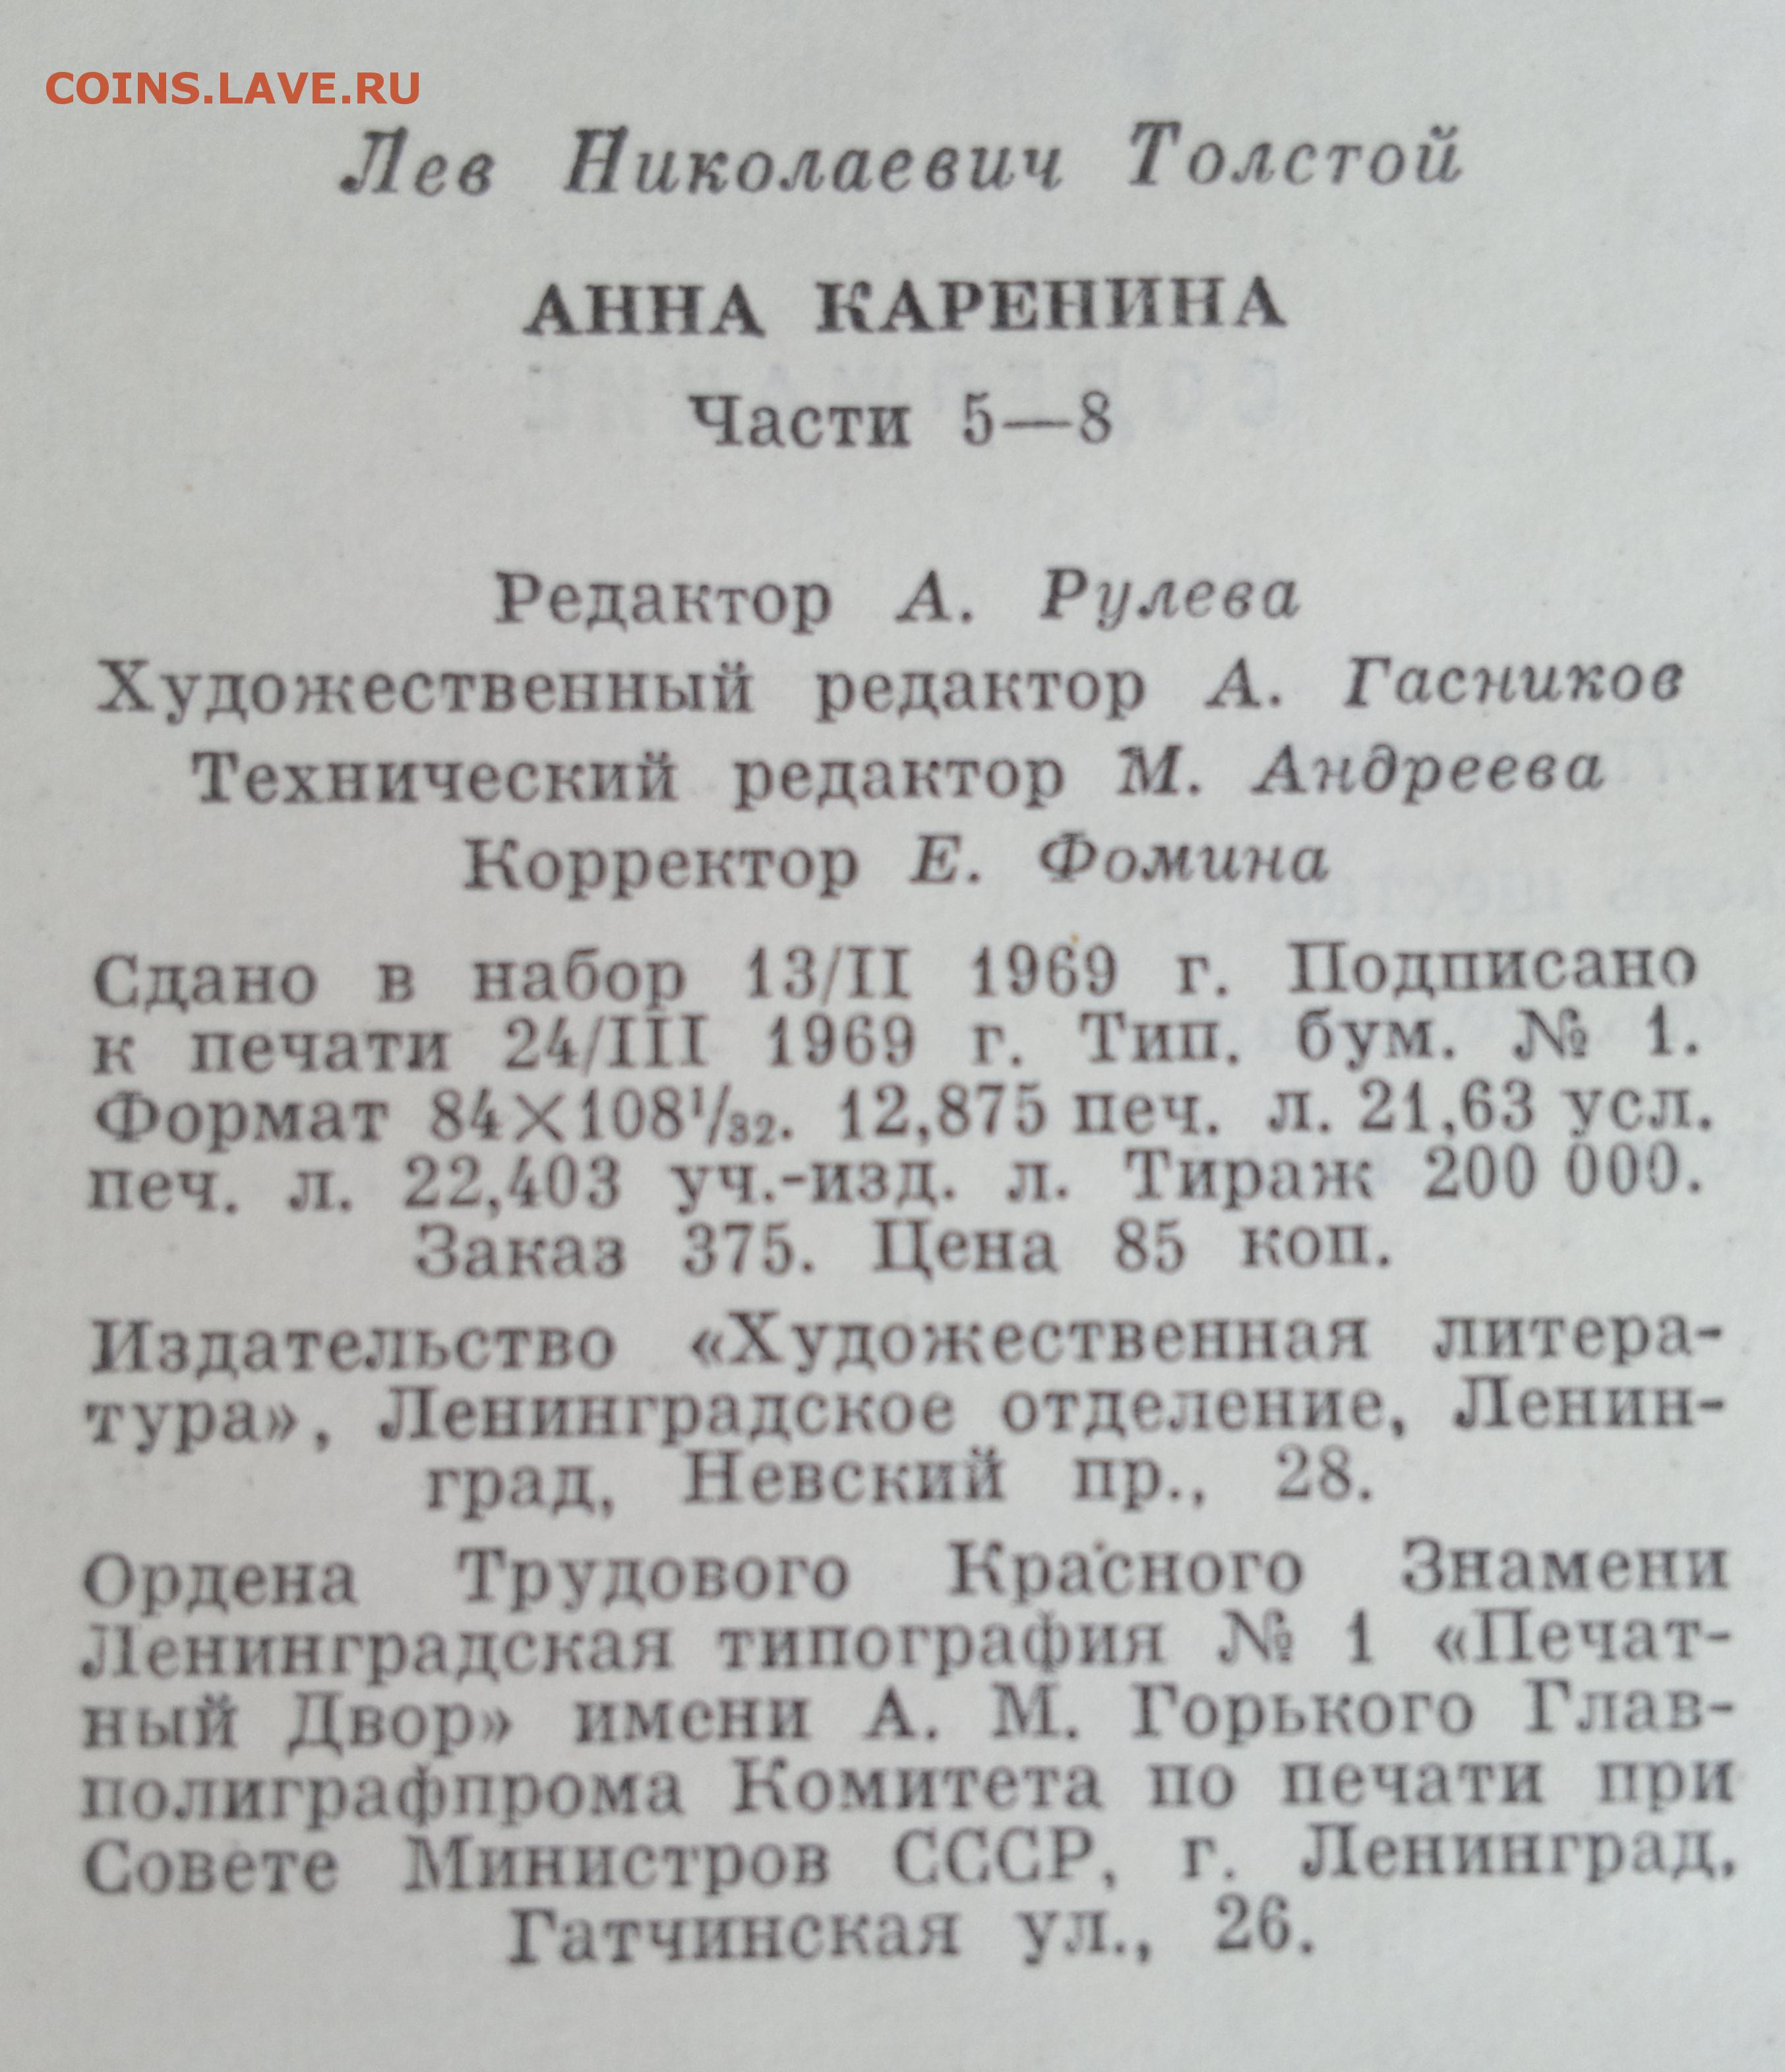 COINS.LAVE.RU
Лев Николаевич Толстой
АННА КАРЕНИНА
Части 5—8
Редактор А. Рулева
Художественный редактор А. Гасников
Технический редактор М. Андреева
Корректор Е. Фомина
Сдано в набор 13/II 1969 г. Подписано
к печати 24/III 1969 г. Тип. бум. № 1.
Формат 84×108¹/₃₂. 12,875 печ. л. 21,63 усл.
печ. л. 22,403 уч.-изд. л. Тираж 200 000.
Заказ 375. Цена 85 коп.
Издательство «Художественная литера-
тура», Ленинградское отделение, Ленин-
град, Невский пр., 28.
Ордена Трудового Красного Знамени
Ленинградская типография № 1 «Печат-
ный Двор» имени А. М. Горького Глав-
полиграфпрома Комитета по печати при
Совете Министров СССР, г. Ленинград,
Гатчинская ул., 26.